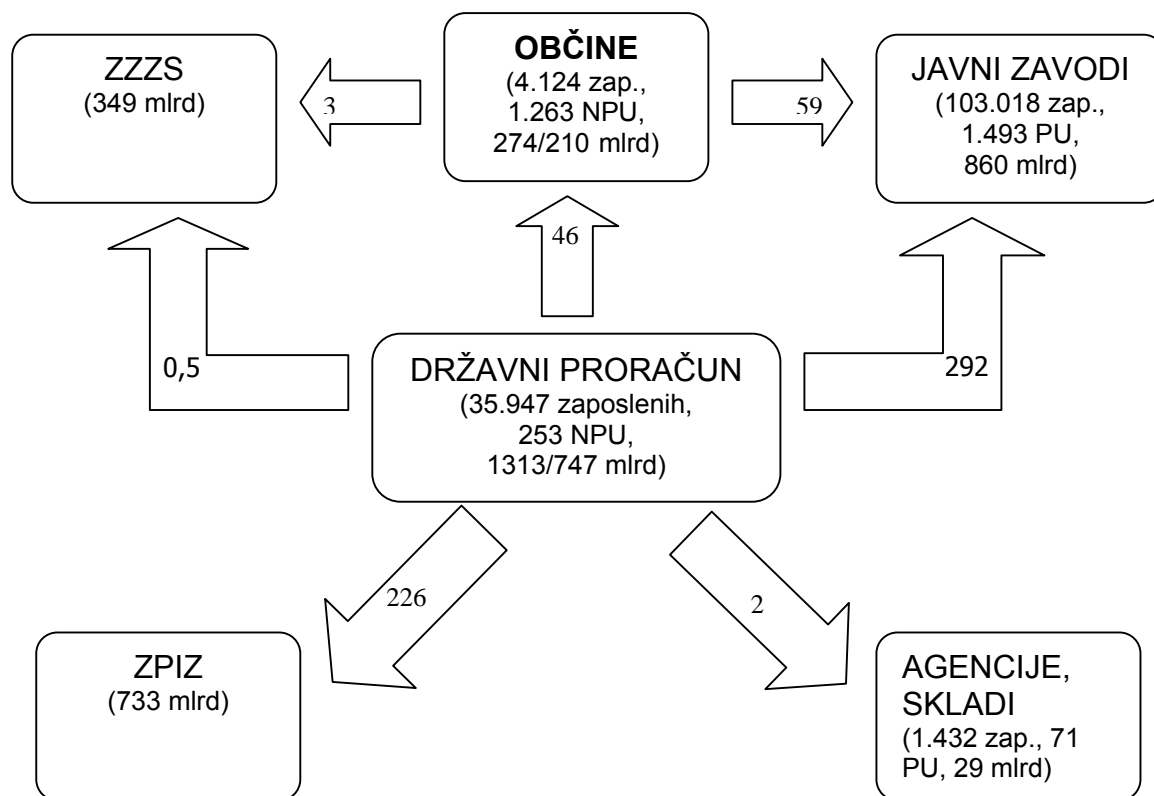 ZZZS
(349 mlrd)
3
OBČINE
(4.124 zap.,
1.263 NPU,
274/210 mlrd)
59
JAVNI ZAVODI
(103.018 zap.,
1.493 PU,
860 mlrd)
46
0,5
DRŽAVNI PRORAČUN
(35.947 zaposlenih,
253 NPU,
1313/747 mlrd)
292
226
2
ZPIZ
(733 mlrd)
AGENCIJE,
SKLADI
(1.432 zap., 71
PU, 29 mlrd)